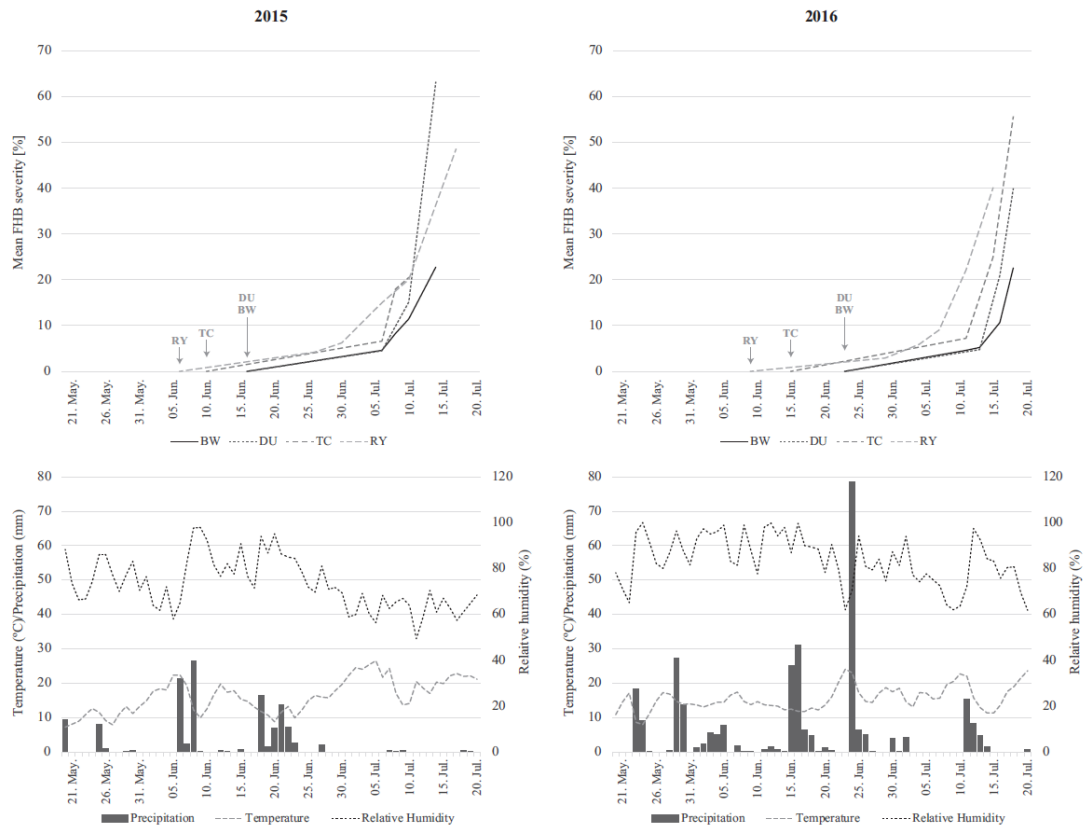 2015
2016
Mean FHB severity [%]
70
60
50
40
30
20
10
0
RY
TC
DU
BW
21. May.
26. May.
31. May.
05. Jun.
10. Jun.
15. Jun.
20. Jun.
25. Jun.
30. Jun.
05. Jul.
10. Jul.
15. Jul.
20. Jul.
BW DU TC RY
Mean FHB severity [%]
70
60
50
40
30
20
10
0
RY
TC
DU
BW
21. May.
26. May.
31. May.
05. Jun.
10. Jun.
15. Jun.
20. Jun.
25. Jun.
30. Jun.
05. Jul.
10. Jul.
15. Jul.
20. Jul.
BW DU TC RY
Temperature (°C)/Precipitation (mm)
80
70
60
50
40
30
20
10
0
120
100
80
60
40
20
0
Relaitve humidity (%)
21. May.
26. May.
31. May.
05. Jun.
10. Jun.
15. Jun.
20. Jun.
25. Jun.
30. Jun.
05. Jul.
10. Jul.
15. Jul.
20. Jul.
Precipitation Temperature Relative Humidity
Temperature (°C)/Precipitation (mm)
80
70
60
50
40
30
20
10
0
120
100
80
60
40
20
0
Relaitve humidity (%)
21. May.
26. May.
31. May.
05. Jun.
10. Jun.
15. Jun.
20. Jun.
25. Jun.
30. Jun.
05. Jul.
10. Jul.
15. Jul.
20. Jul.
Precipitation Temperature Relative Humidity